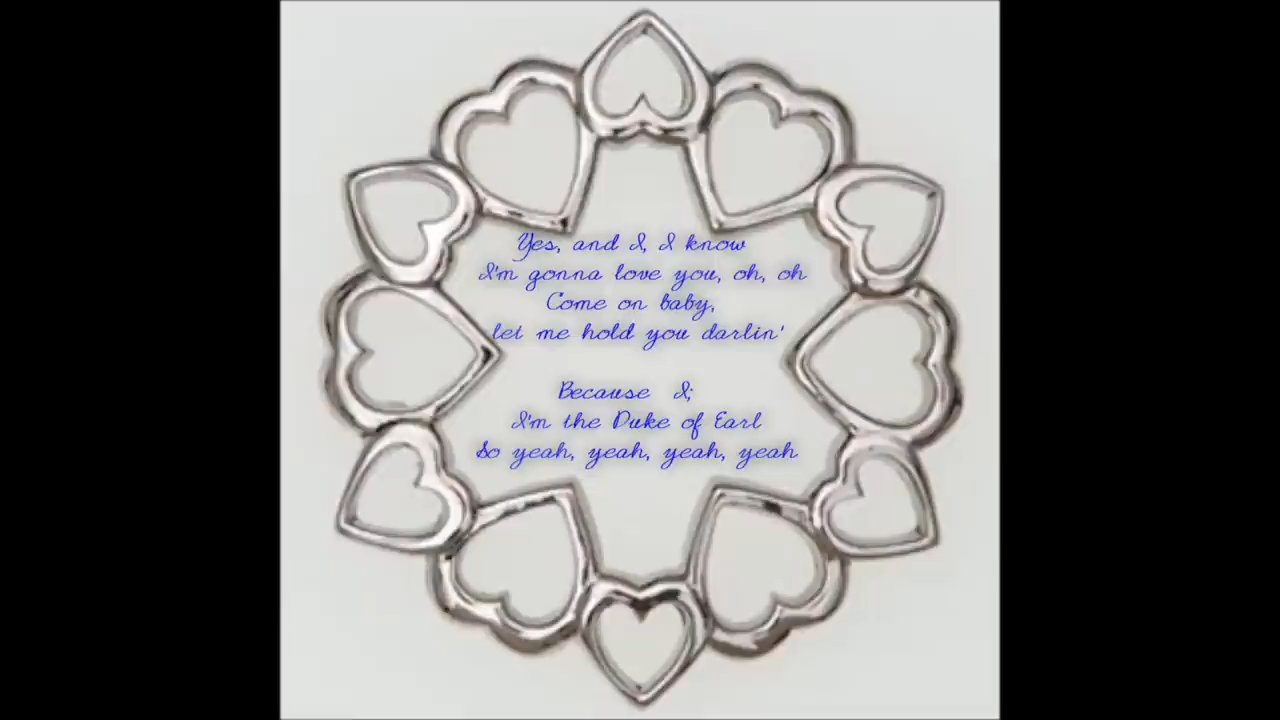 Yes, and I, I know
I'm gonna love you, oh, oh
Come on baby,
let me hold you darlin'
Because I;
I'm the Duke of Earl
So yeah, yeah, yeah, yeah